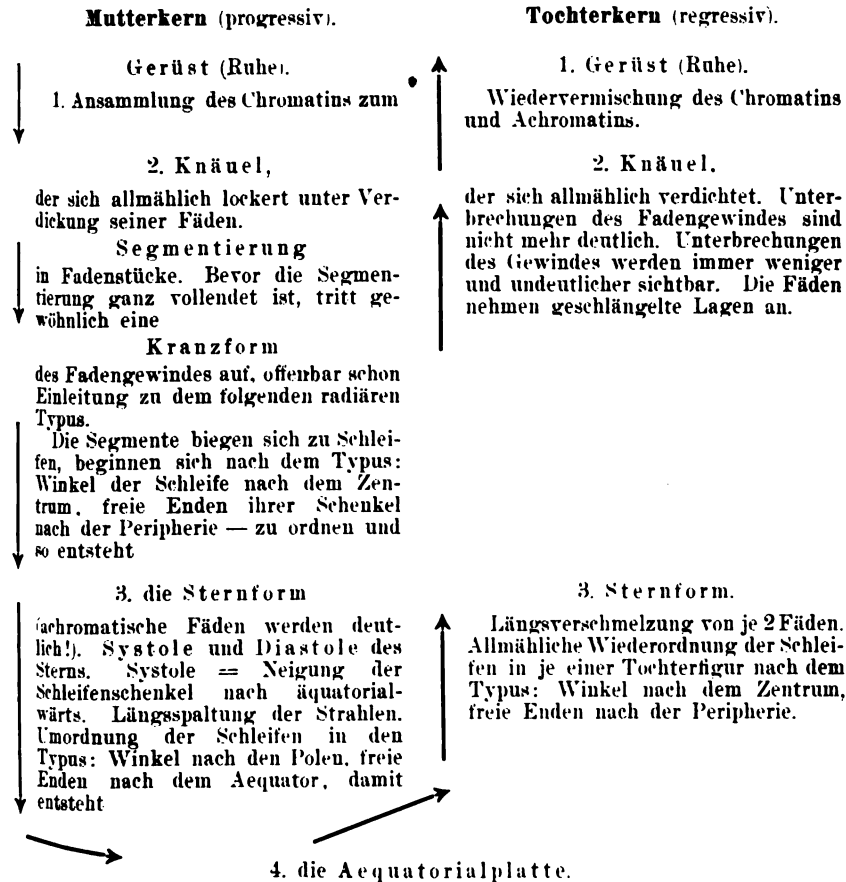 Mutterkern (progressiv).
Gerüst (Ruhe).
1. Ansammlung des Chromatins zum
2. Knäuel,
der sich allmählich lockert unter Ver-
dickung seiner Fäden.
Segmentierung
in Fadenstücke. Bevor die Segmen-
tierung ganz vollendet ist, tritt ge-
wöhnlich eine
Kranzform
des Fadengewindes auf, offenbar schon
Einleitung zu dem folgenden radiären
Typus.
Die Segmente biegen sich zu Schlei-
fen, beginnen sich nach dem Typus:
Winkel der Schleife nach dem Zen-
trum, freie Enden ihrer Schenkel
nach der Peripherie — zu ordnen und
so entsteht
3. die Sternform
(achromatische Fäden werden deut-
lich!). Systole und Diastole des
Sterns. Systole = Neigung der
Schleifenschenkel nach äquatorial-
wärts. Längsspaltung der Strahlen.
Umordnung der Schleifen in den
Typus: Winkel nach den Polen, freie
Enden nach dem Aequator, damit
entsteht
Tochterkern (regressiv).
1. Gerüst (Ruhe).
Wiedervermischung des Chromatins
und Achromatins.
2. Knäuel,
der sich allmählich verdichtet. Unter-
brechungen des Fadengewindes sind
nicht mehr deutlich. Unterbrechungen
des Gewindes werden immer weniger
und undeutlicher sichtbar. Die Fäden
nehmen geschlängelte Lagen an.
3. Sternform.
Längsverschmelzung von je 2 Fäden.
Allmähliche Wiederordnung der Schlei-
fen in je einer Tochterfigur nach dem
Typus: Winkel nach dem Zentrum,
freie Enden nach der Peripherie.
4. die Aequatorialplatte.